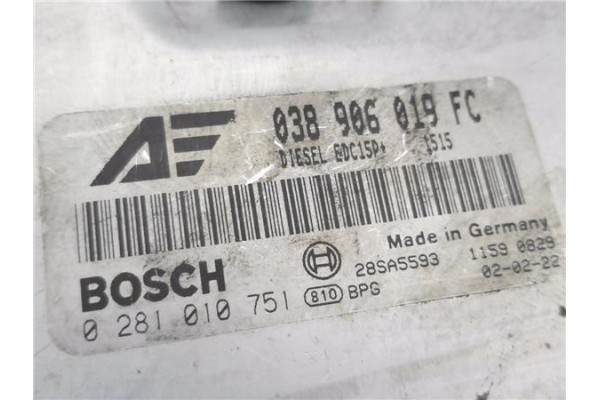 AE 038 906 019 FC
DIESEL EDC15P+ 1515
Made in Germany
BOSCH 28SA5593 1159 0829
0 281 010 751 810 BPG 02-02-22